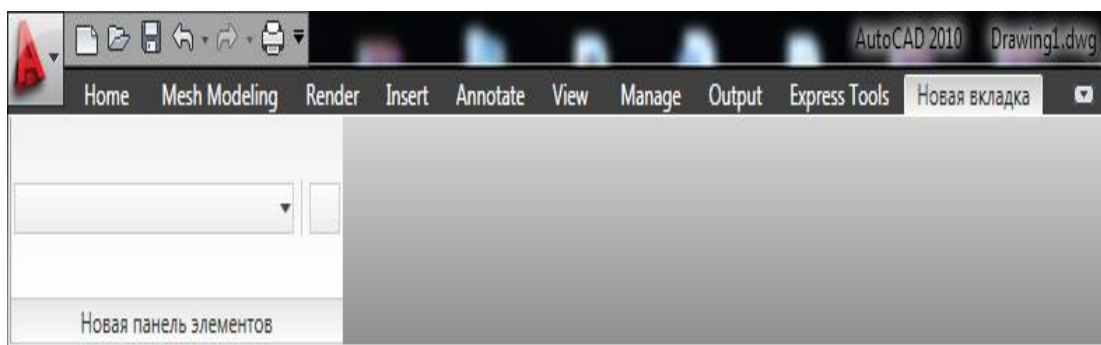 AutoCAD 2010 Drawing1.dwg
Home Mesh Modeling Render Insert Annotate View Manage Output Express Tools Новая вкладка
Новая панель элементов